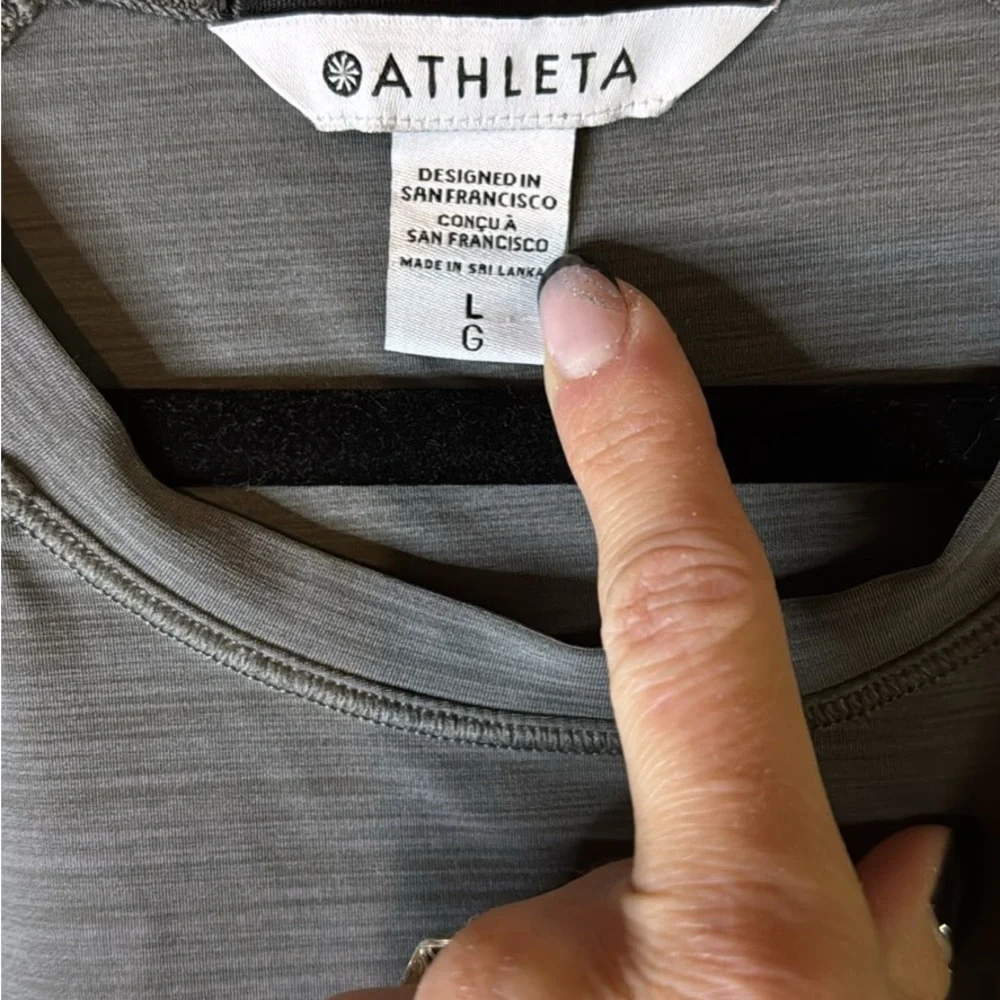 ATHLETA
DESIGNED IN
SAN FRANCISCO
CONÇU À
SAN FRANCISCO
MADE IN SRI LANKA
L
G